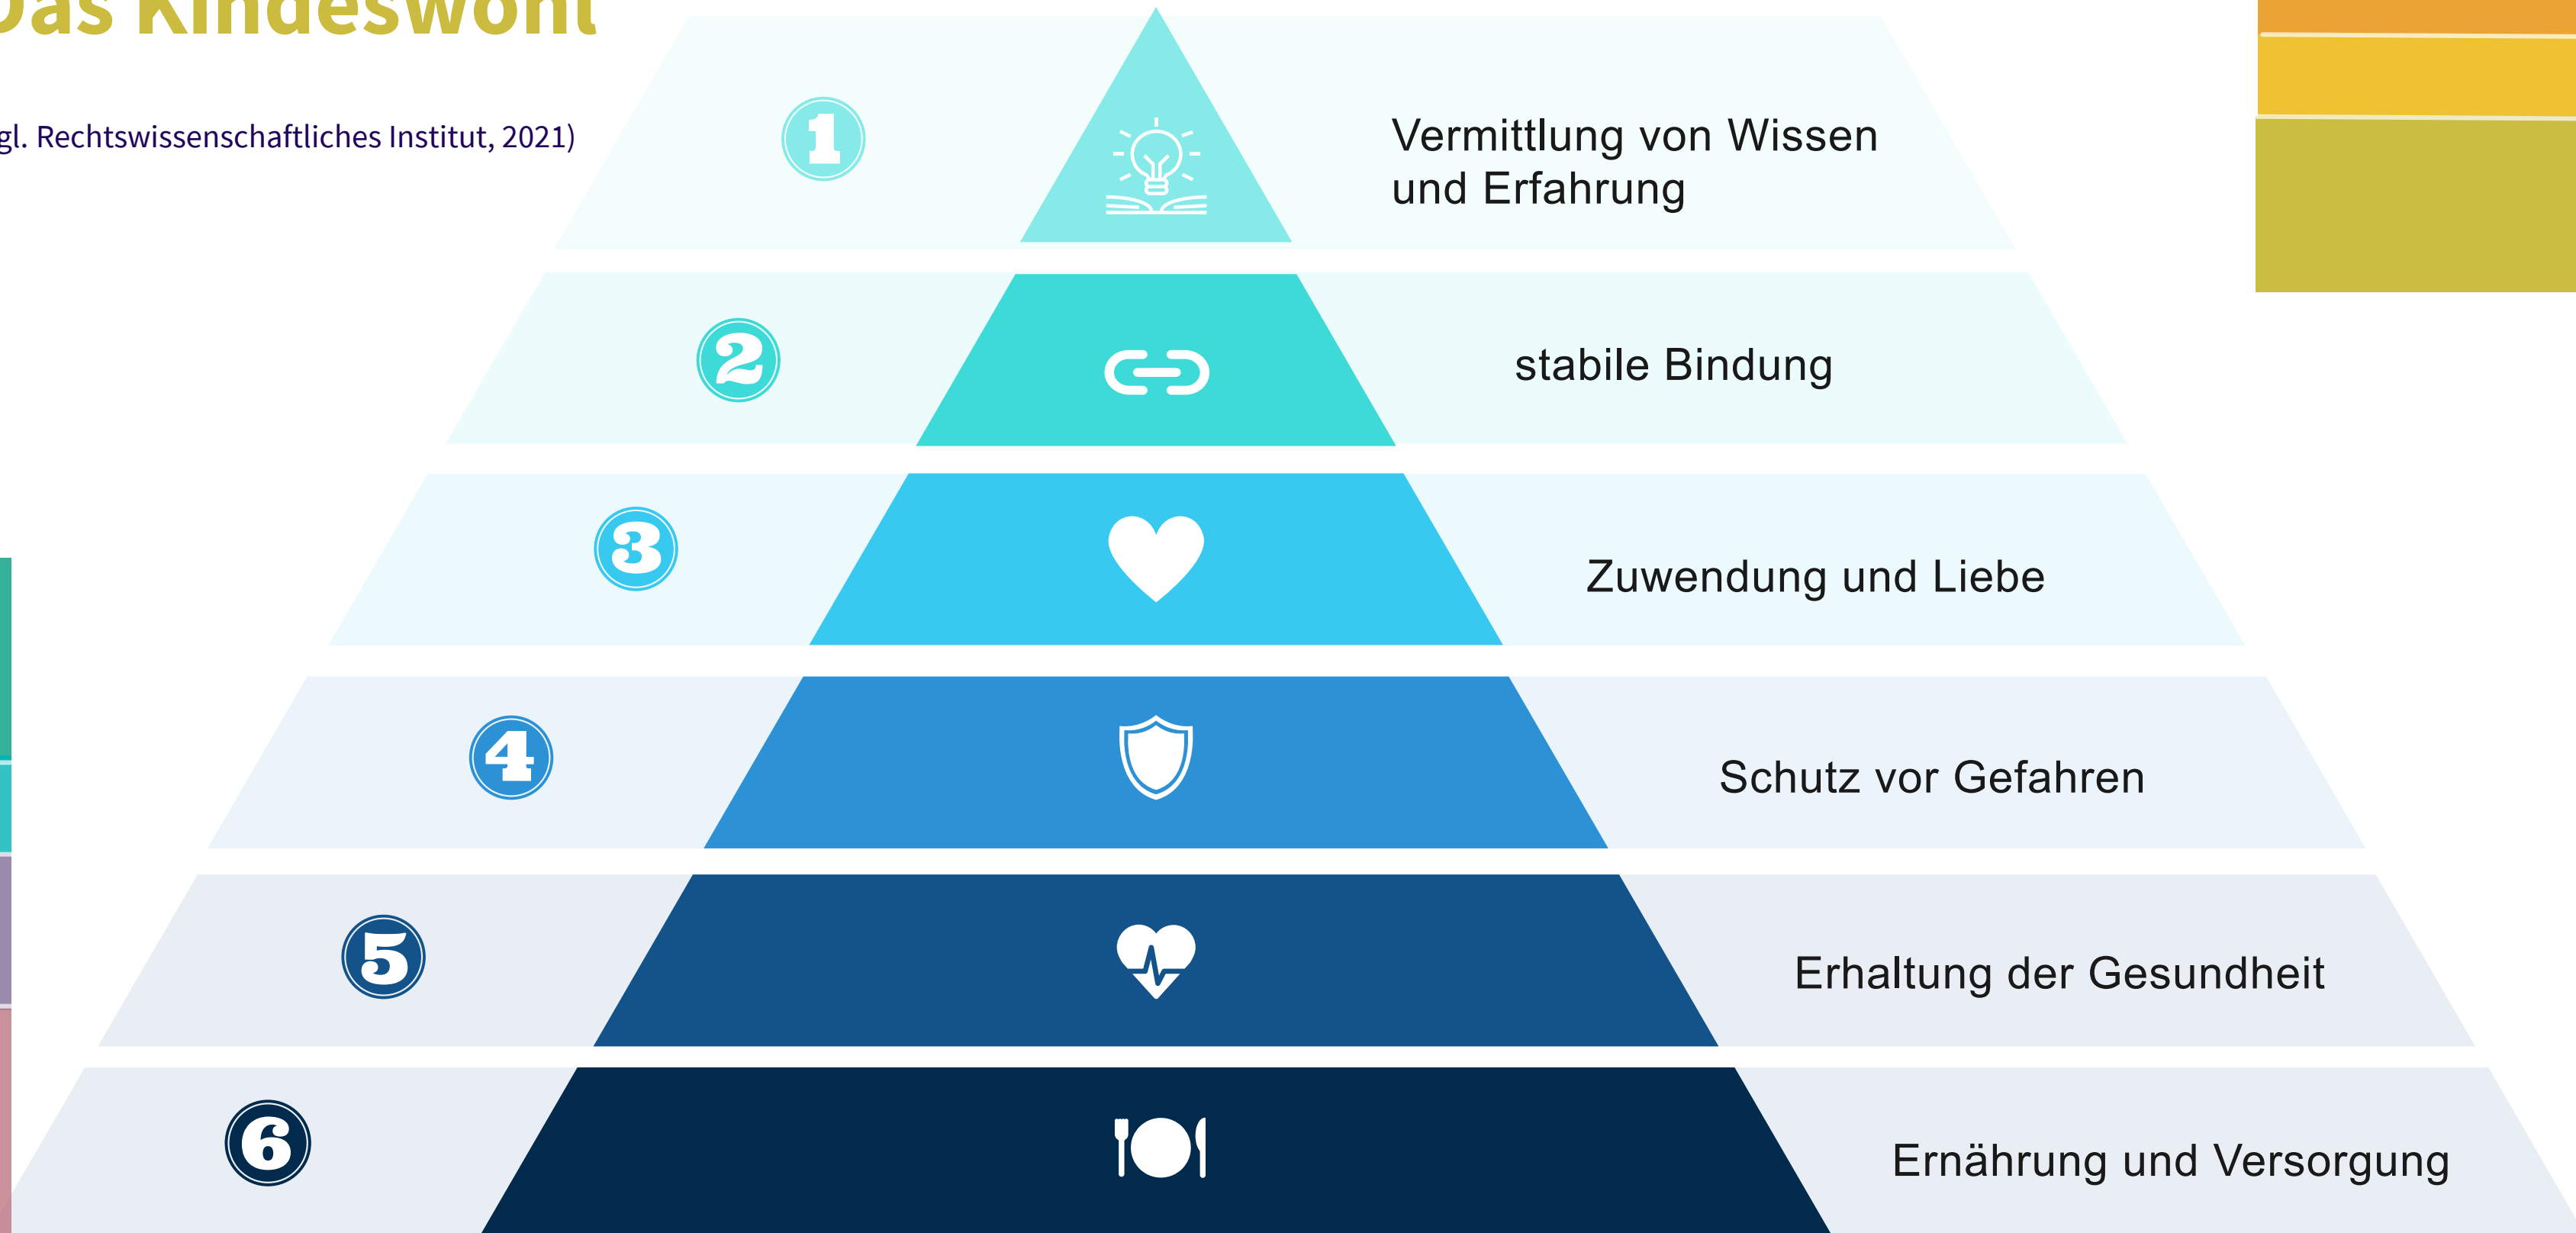 Das Kindeswohl
gl. Rechtswissenschaftliches Institut, 2021)
1
Vermittlung von Wissen
und Erfahrung
2
stabile Bindung
3
Zuwendung und Liebe
4
Schutz vor Gefahren
5
Erhaltung der Gesundheit
6
Ernährung und Versorgung